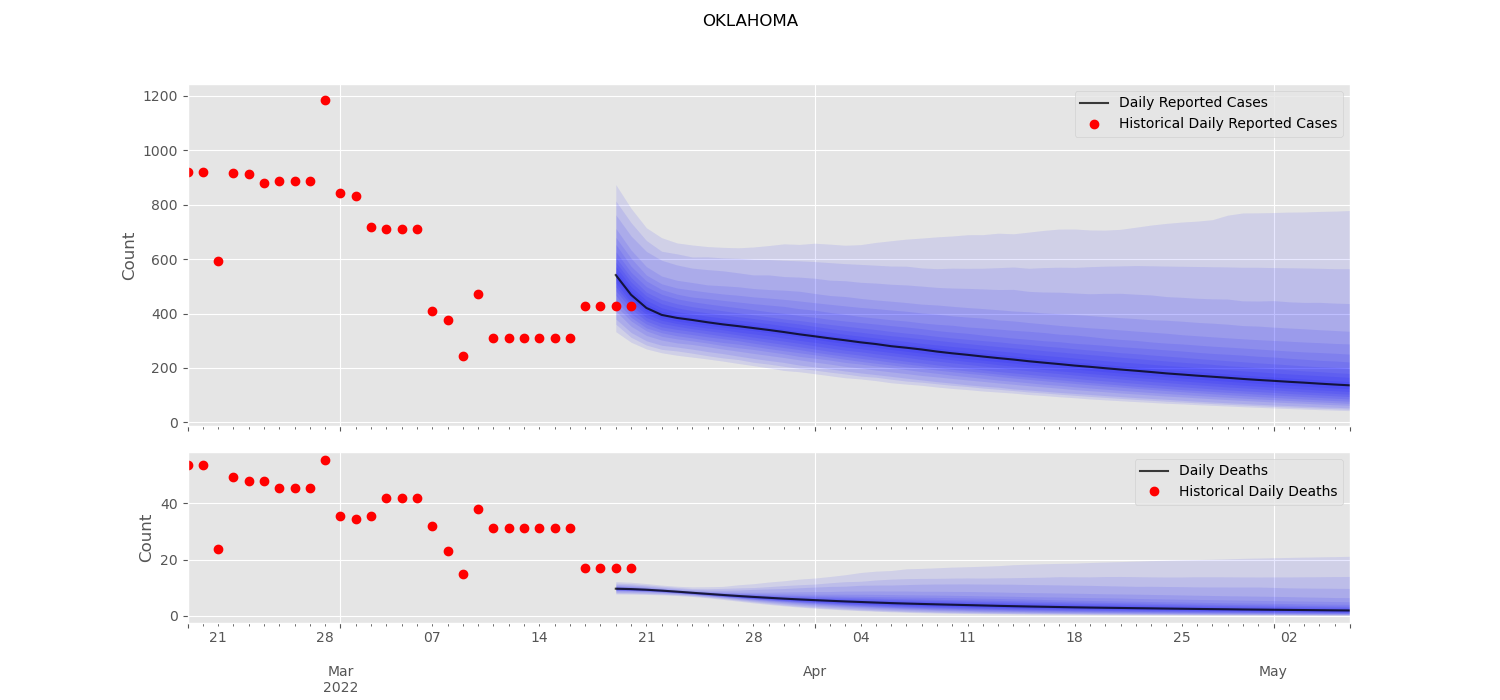 OKLAHOMA
1200
1000
800
600
400
200
0
Count
Daily Reported Cases
Historical Daily Reported Cases
40
20
0
Count
Daily Deaths
Historical Daily Deaths
21 28 07 14 21 28 04 11 18 25 02
Mar Apr May
2022